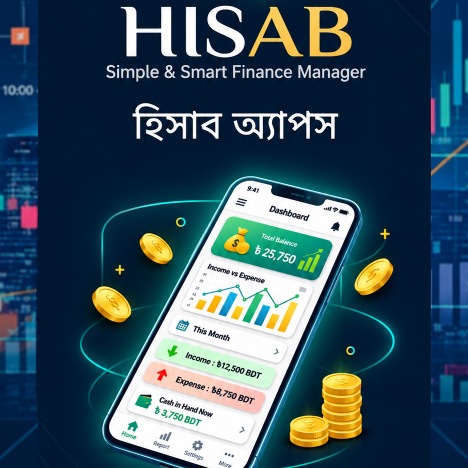 HISAB
Simple & Smart Finance Manager
10:00
হিসাব অ্যাপস
9:41
Dashboard
Total Balance
৳ 25,750
Income vs Expense
This Month
Income : ৳12,500 BDT
Expense : ৳8,750 BDT
Cash in Hand Now
৳ 3,750 BDT
Home
Report
Settings
More